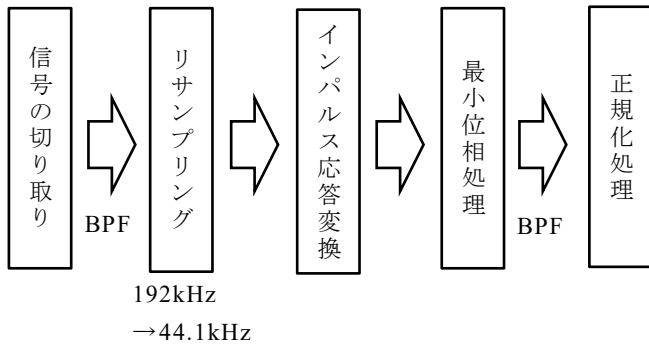 信号の切り取り
BPF
リサンプリング
192kHz
→44.1kHz
インパルス応答変換
最小位相処理
BPF
正規化処理